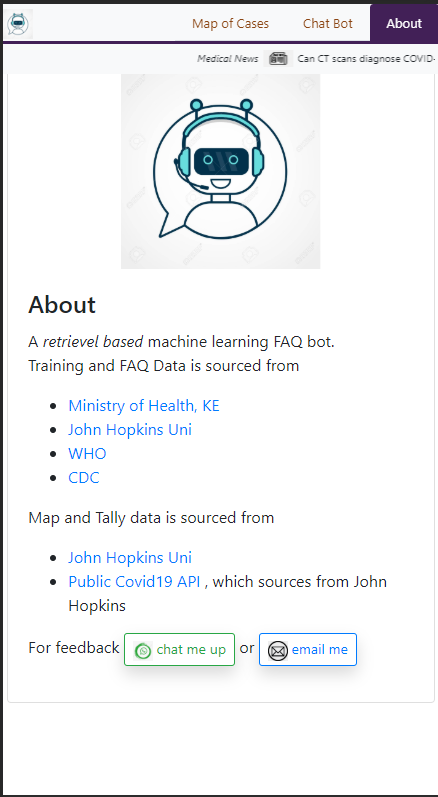 Map of Cases Chat Bot About
Medical News Can CT scans diagnose COVID-
About
A retrievel based machine learning FAQ bot.
Training and FAQ Data is sourced from
Ministry of Health, KE
John Hopkins Uni
WHO
CDC
Map and Tally data is sourced from
John Hopkins Uni
Public Covid19 API , which sources from John
Hopkins
For feedback chat me up or email me